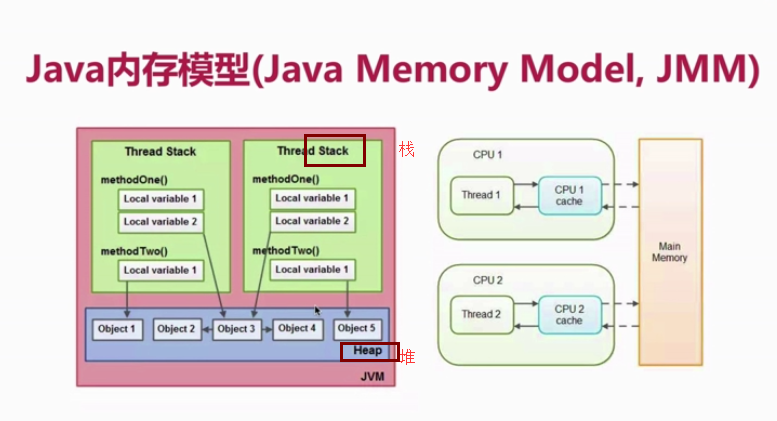 Java内存模型(Java Memory Model, JMM)
Thread Stack
methodOne()
Local variable 1
Local variable 2
methodTwo()
Local variable 1
Thread Stack
栈
methodOne()
Local variable 1
Local variable 2
methodTwo()
Local variable 1
Object 1
Object 2
Object 3
Object 4
Object 5
Heap
堆
JVM
CPU 1
Thread 1
CPU 1
cache
CPU 2
Thread 2
CPU 2
cache
Main
Memory